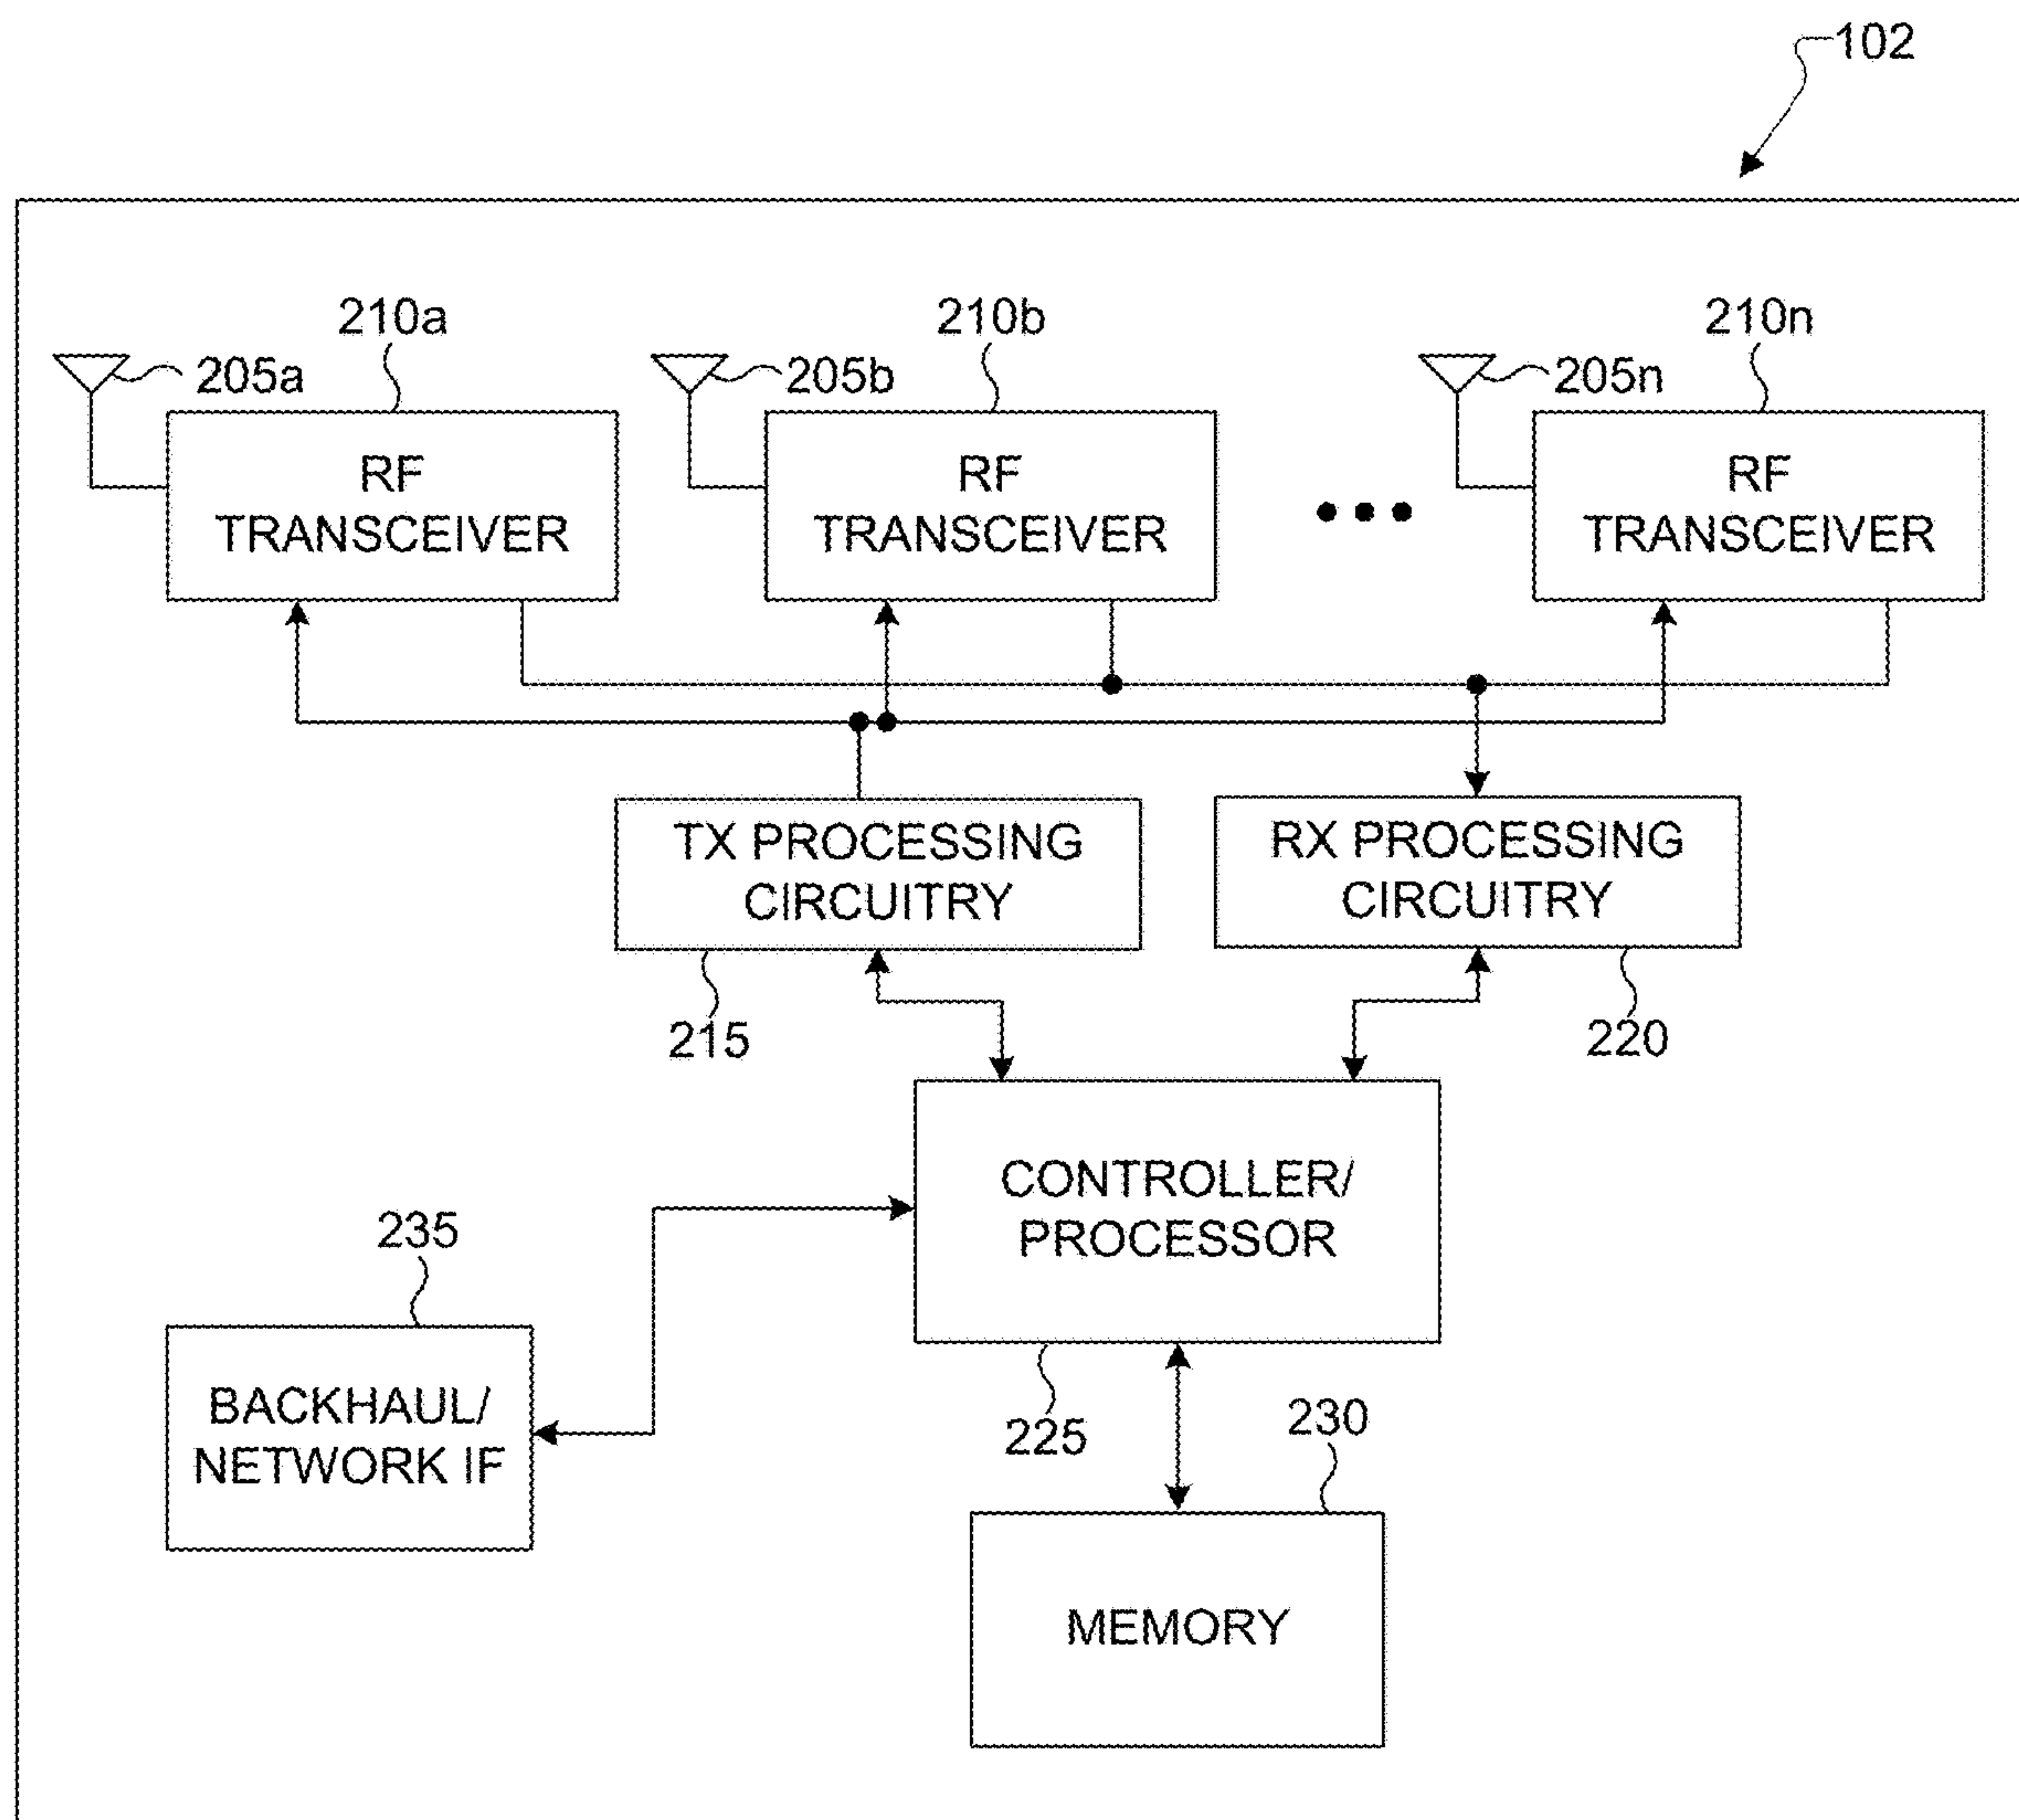 102
210a
210b
210n
205a
205b
205n
RF
TRANSCEIVER
RF
TRANSCEIVER
RF
TRANSCEIVER
TX PROCESSING
CIRCUITRY
RX PROCESSING
CIRCUITRY
215
220
CONTROLLER/
PROCESSOR
235
BACKHAUL/
NETWORK IF
225
230
MEMORY